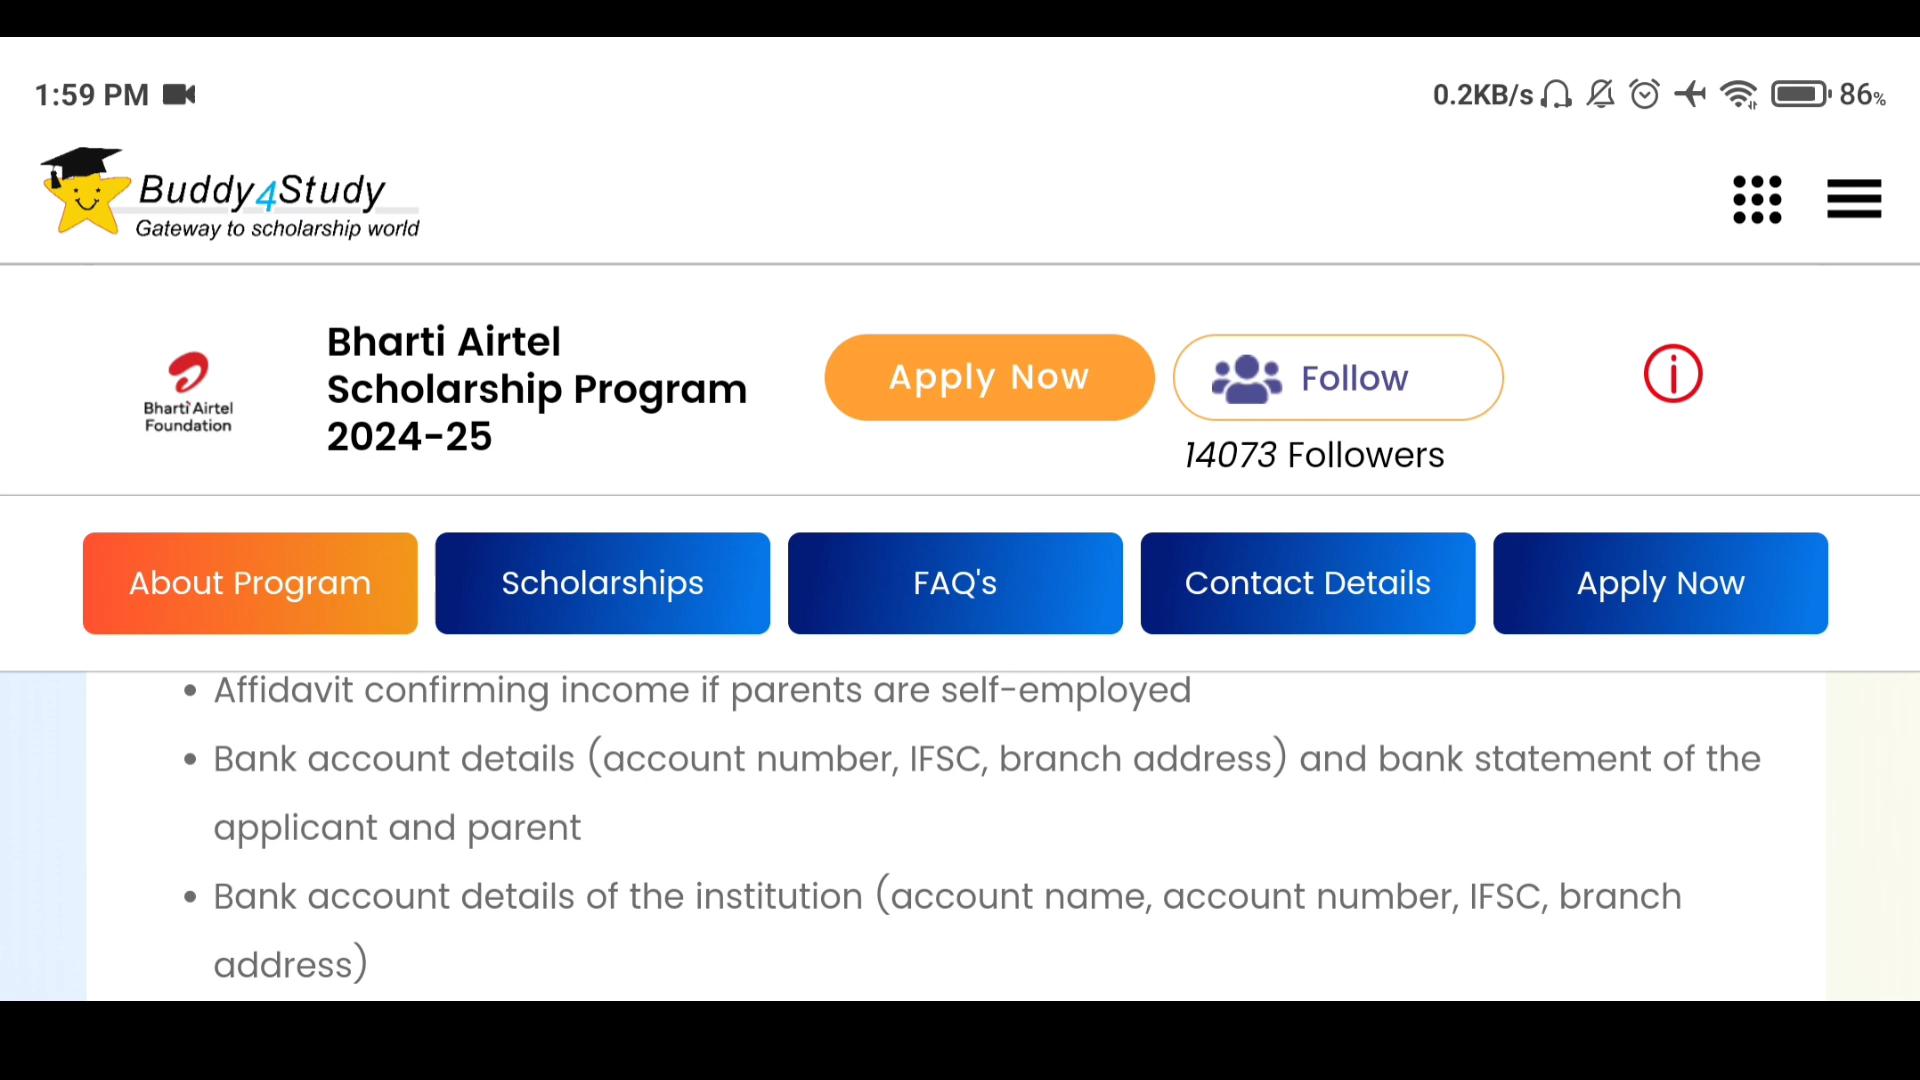 1:59 PM
0.2KB/s
86%
Buddy4Study
Gateway to scholarship world
Bharti Airtel
Foundation
Bharti Airtel
Scholarship Program
2024-25
Apply Now
Follow
14073 Followers
About Program
Scholarships
FAQ's
Contact Details
Apply Now
• Affidavit confirming income if parents are self-employed
• Bank account details (account number, IFSC, branch address) and bank statement of the
applicant and parent
• Bank account details of the institution (account name, account number, IFSC, branch
address)